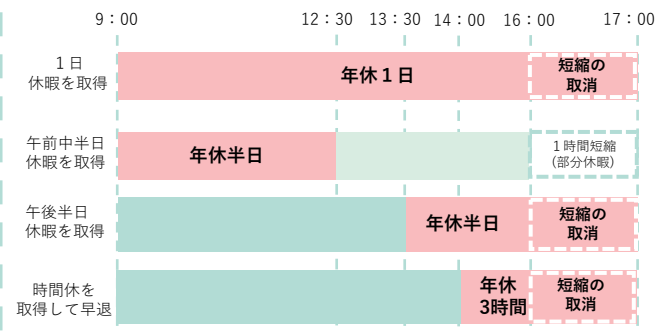 9：00 12：30 13：30 14：00 16：00 17：00
１日
休暇を取得
年休１日
短縮の
取消
午前中半日
休暇を取得
年休半日
１時間短縮
(部分休暇)
午後半日
休暇を取得
年休半日
短縮の
取消
時間休を
取得して早退
年休
3時間
短縮の
取消